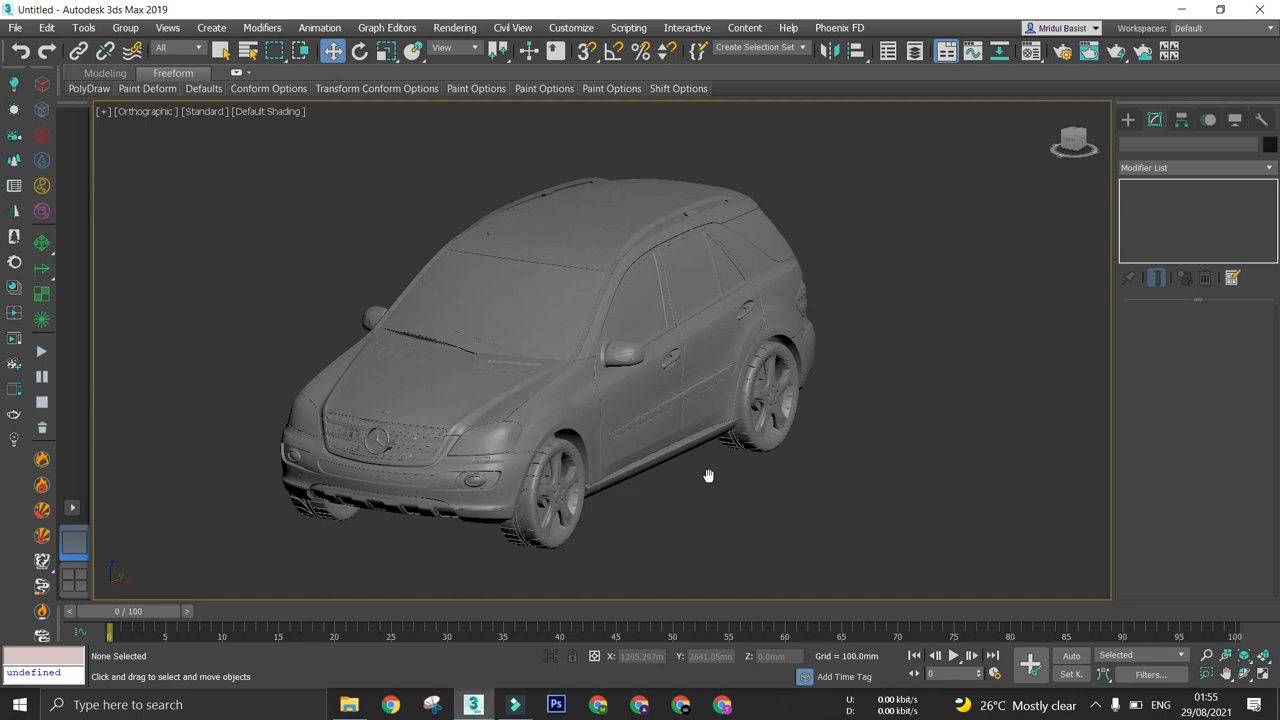 Untitled - Autodesk 3ds Max 2019
File Edit Tools Group Views Create Modifiers Animation Graph Editors Rendering Civil View Customize Scripting Interactive Content Help Phoenix FD Mridul Basist Workspaces: Default
All View Create Selection Set
Modeling Freeform
PolyDraw Paint Deform Defaults Conform Options Transform Conform Options Paint Options Paint Options Paint Options Shift Options
[+] [Orthographic ] [Standard ] [Default Shading ]
Modifier List
z
0 / 100
0 5 10 15 20 25 30 35 40 45 50 55 60 65 70 75 80 85 90 95 100
None Selected X: 1205.297m Y: 2641.05mm Z: 0.0mm Grid = 100.0mm Auto Selected
undefined Click and drag to select and move objects Add Time Tag 0 Set K. Filters...
Type here to search U: 0.00 kbit/s 26°C Mostly clear ENG 01:55
D: 0.00 kbit/s 29/08/2021